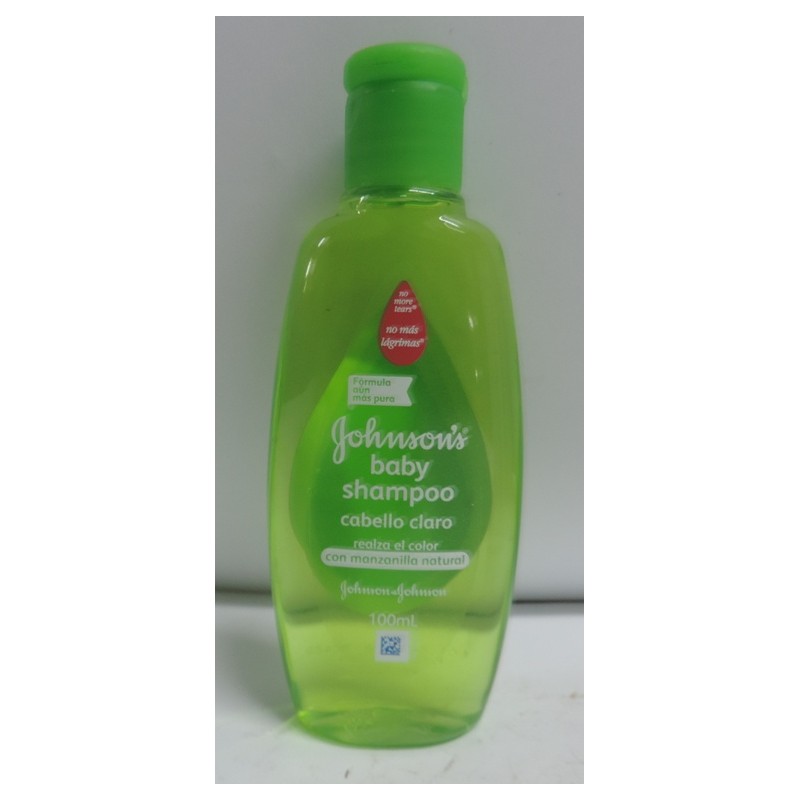 no
more
tears®
no más
lágrimas®
Fórmula
aún
más pura
Johnson's
baby
shampoo
cabello claro
realza el color
con manzanilla natural
Johnson & Johnson
100mL